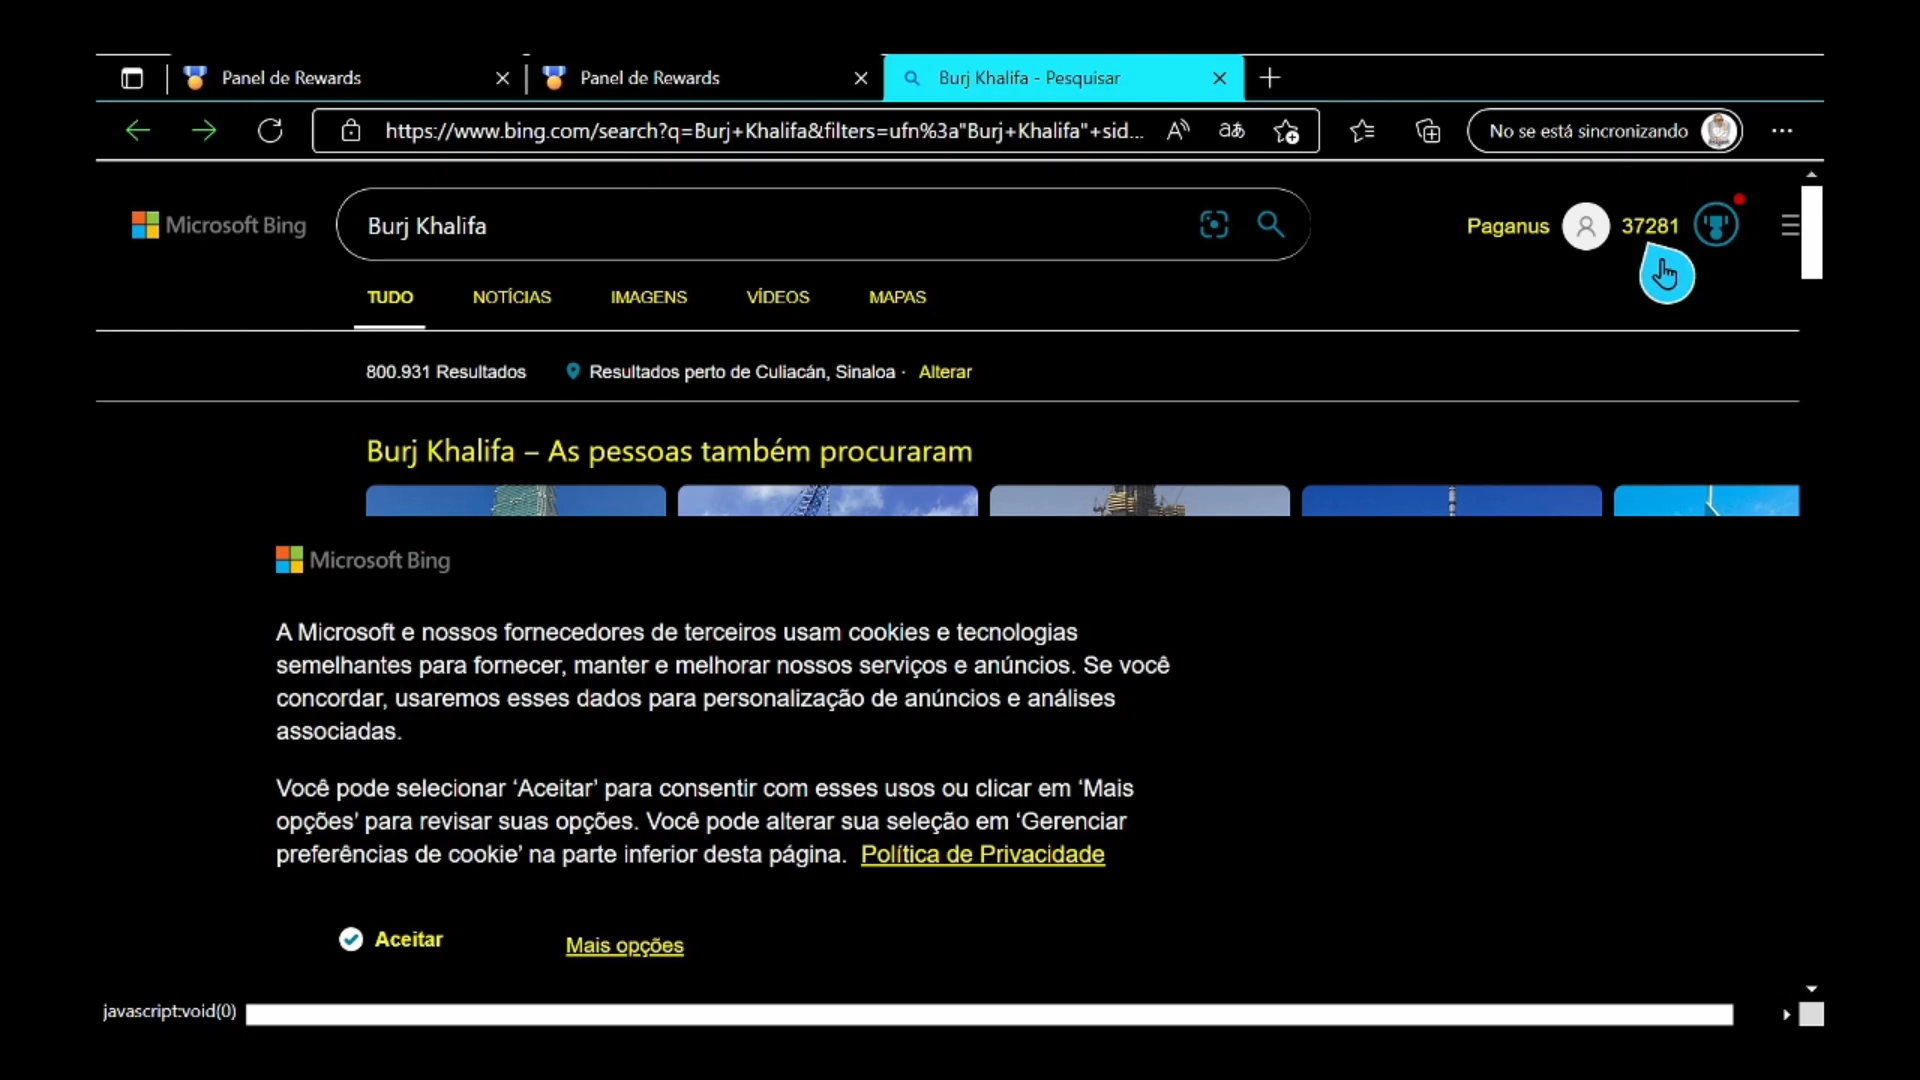 Panel de Rewards
Panel de Rewards
Burj Khalifa - Pesquisar
https://www.bing.com/search?q=Burj+Khalifa&filters=ufn%3a"Burj+Khalifa"+sid...
aあ
No se está sincronizando
Microsoft Bing
Burj Khalifa
Paganus
37281
TUDO
NOTÍCIAS
IMAGENS
VÍDEOS
MAPAS
800.931 Resultados
Resultados perto de Culiacán, Sinaloa · Alterar
Burj Khalifa – As pessoas também procuraram
Microsoft Bing
A Microsoft e nossos fornecedores de terceiros usam cookies e tecnologias
semelhantes para fornecer, manter e melhorar nossos serviços e anúncios. Se você
concordar, usaremos esses dados para personalização de anúncios e análises
associadas.
Você pode selecionar ‘Aceitar’ para consentir com esses usos ou clicar em ‘Mais
opções’ para revisar suas opções. Você pode alterar sua seleção em ‘Gerenciar
preferências de cookie’ na parte inferior desta página. Política de Privacidade
Aceitar
Mais opções
javascript:void(0)